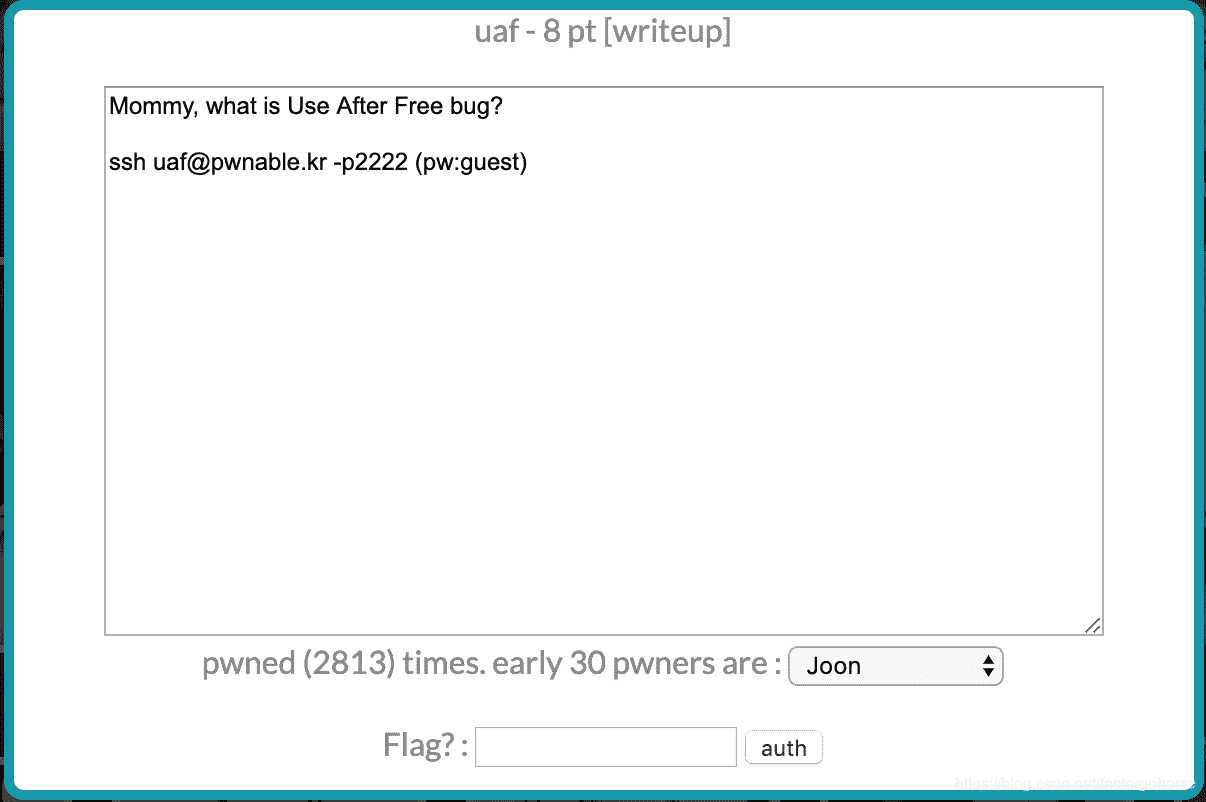 uaf - 8 pt [writeup]
Mommy, what is Use After Free bug?
ssh uaf@pwnable.kr -p2222 (pw:guest)
pwned (2813) times. early 30 pwners are : Joon
Flag? : auth
https://blog.csdn.net/fastergohome